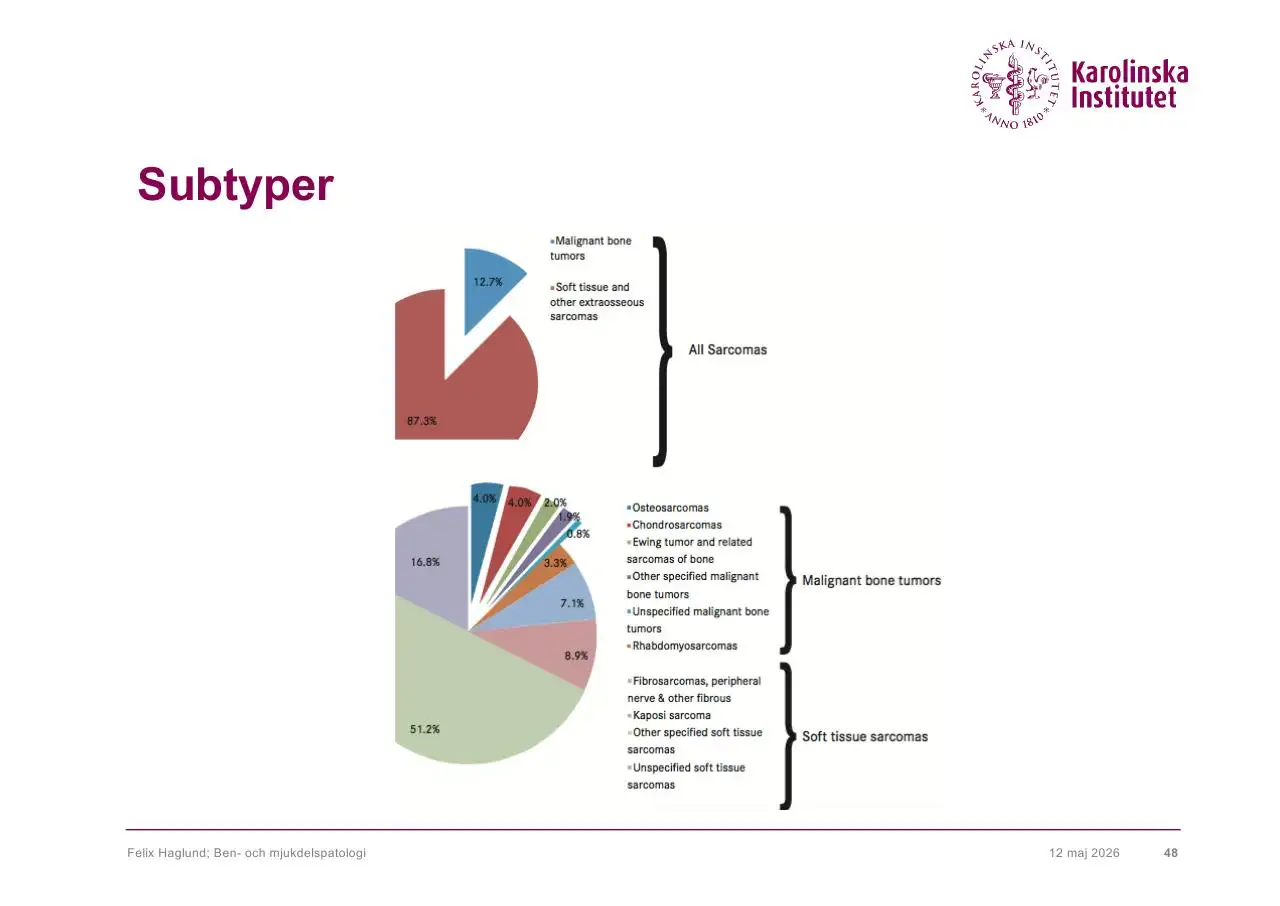 KAROLINSKA INSTITUTET
ANNO 1810
Karolinska
Institutet
Subtyper
Malignant bone
tumors
Soft tissue and
other extraosseous
sarcomas
12.7%
87.3%
All Sarcomas
4.0%
4.0%
2.0%
1.9%
0.8%
3.3%
7.1%
8.9%
51.2%
16.8%
Osteosarcomas
Chondrosarcomas
Ewing tumor and related
sarcomas of bone
Other specified malignant
bone tumors
Unspecified malignant bone
tumors
Rhabdomyosarcomas
Malignant bone tumors
Fibrosarcomas, peripheral
nerve & other fibrous
Kaposi sarcoma
Other specified soft tissue
sarcomas
Unspecified soft tissue
sarcomas
Soft tissue sarcomas
Felix Haglund; Ben- och mjukdelspatologi
12 maj 2026
48